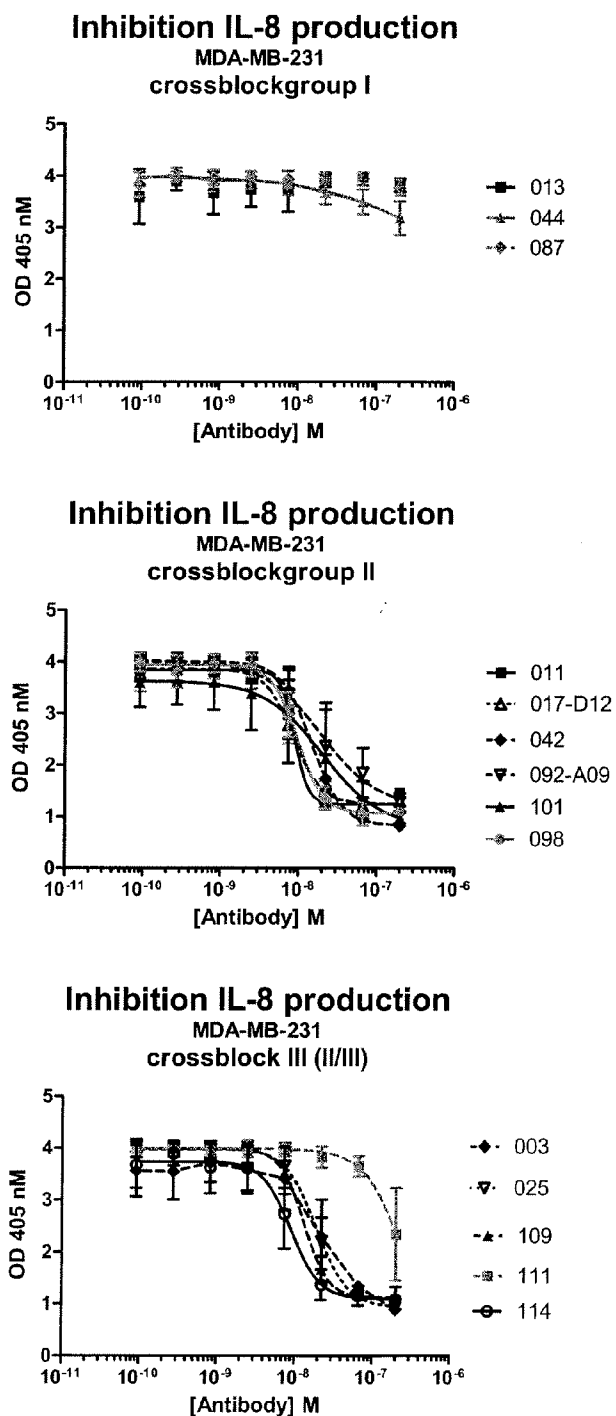 Inhibition IL-8 production
MDA-MB-231
crossblockgroup I
5
4
3
2
1
0
OD 405 nM
10-11 10-10 10-9 10-8 10-7 10-6
[Antibody] M
013
044
087
Inhibition IL-8 production
MDA-MB-231
crossblockgroup II
5
4
3
2
1
0
OD 405 nM
10-11 10-10 10-9 10-8 10-7 10-6
[Antibody] M
011
017-D12
042
092-A09
101
098
Inhibition IL-8 production
MDA-MB-231
crossblock III (II/III)
5
4
3
2
1
0
OD 405 nM
10-11 10-10 10-9 10-8 10-7 10-6
[Antibody] M
003
025
109
111
114